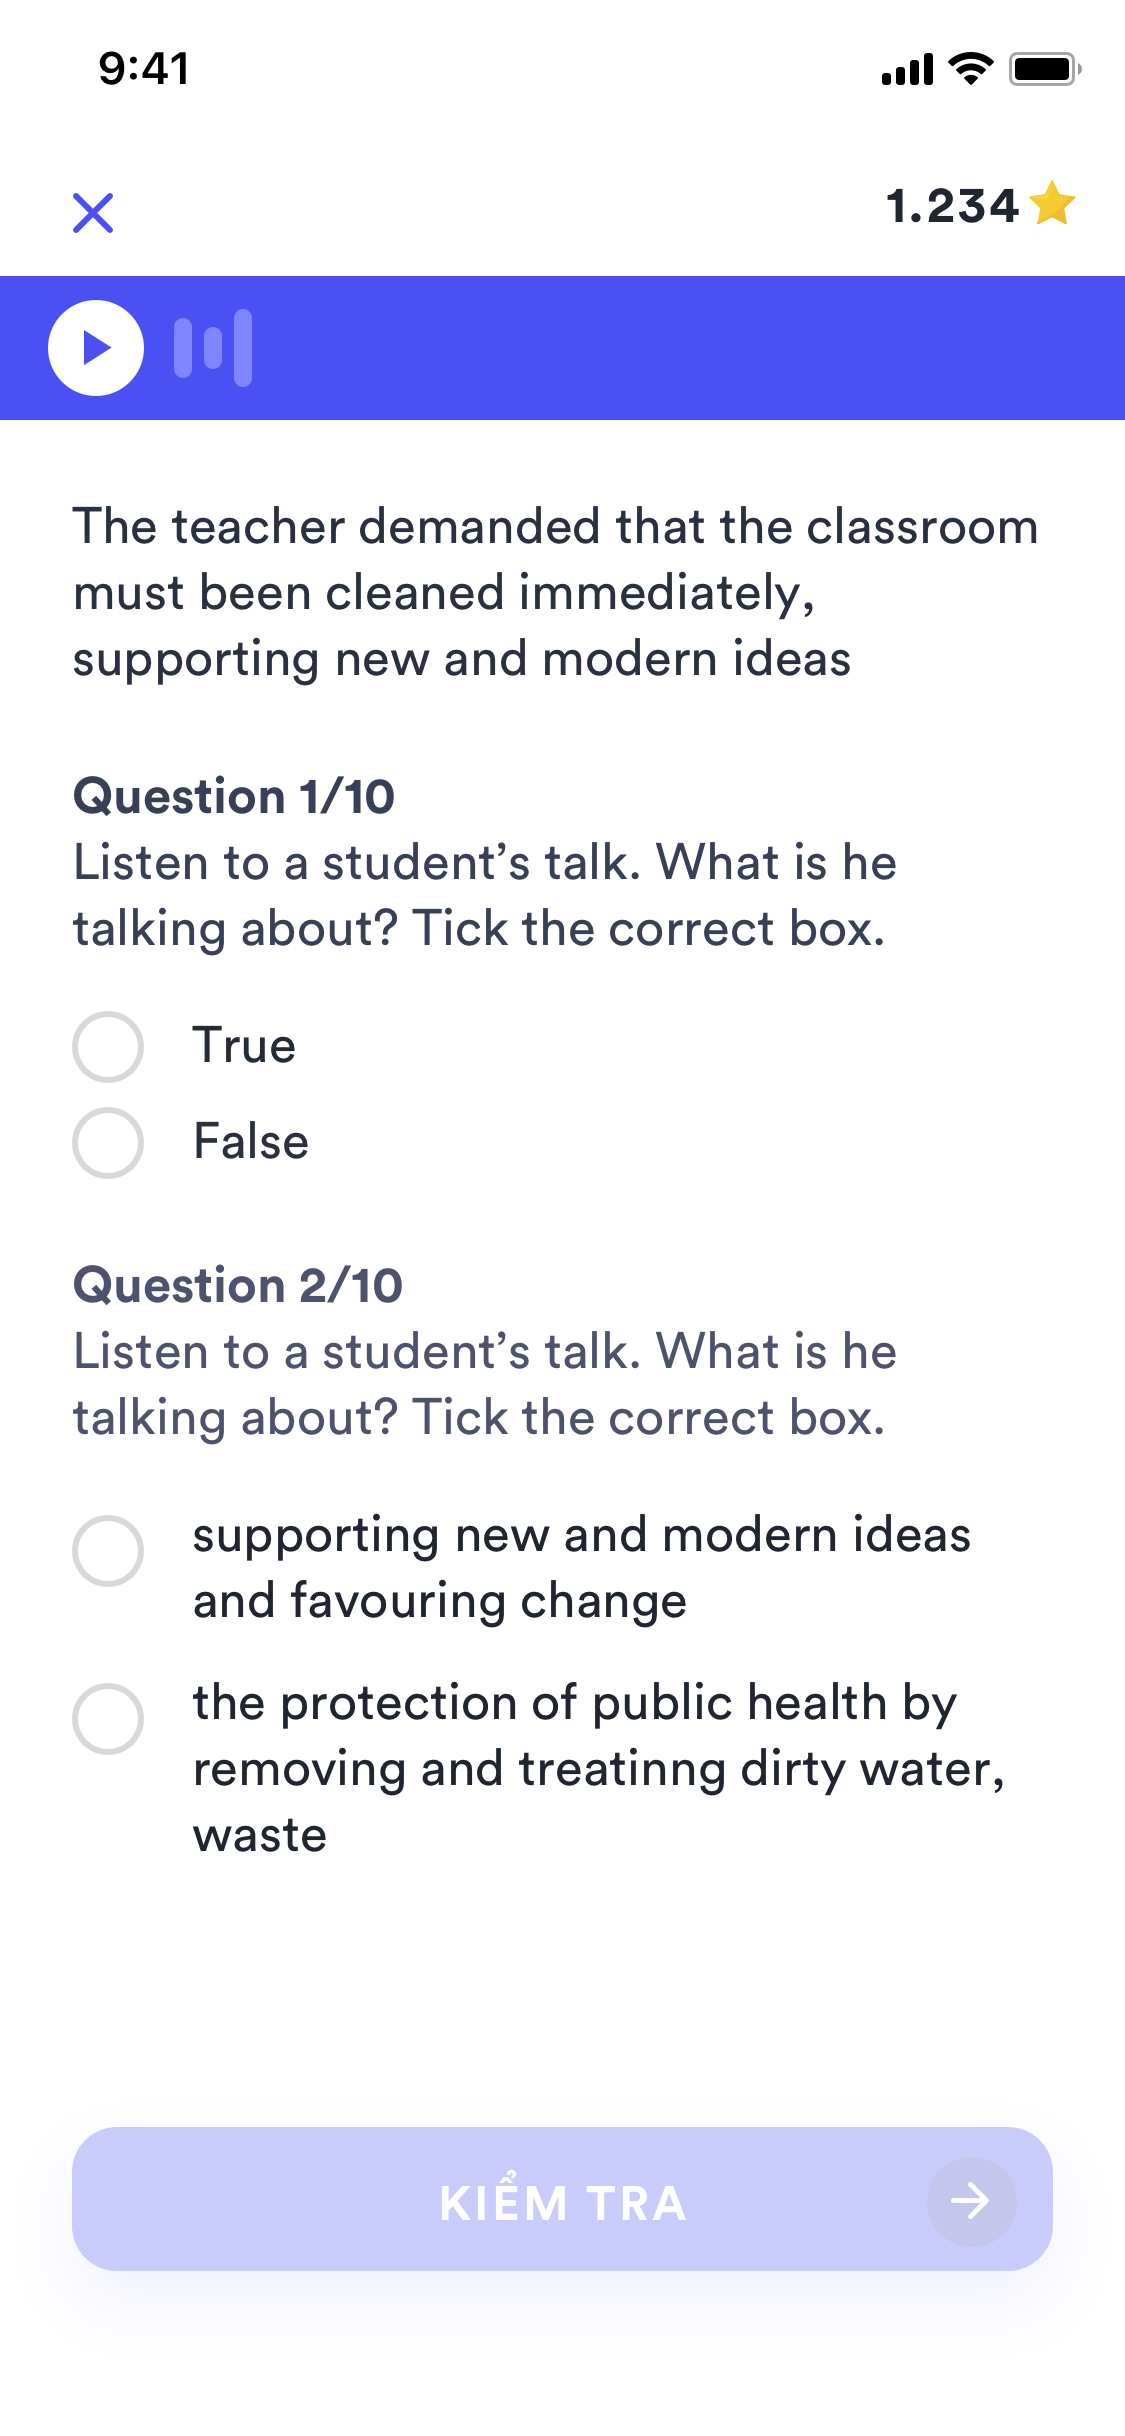 9:41
1.234
The teacher demanded that the classroom
must been cleaned immediately,
supporting new and modern ideas
Question 1/10
Listen to a student’s talk. What is he
talking about? Tick the correct box.
True
False
Question 2/10
Listen to a student’s talk. What is he
talking about? Tick the correct box.
supporting new and modern ideas
and favouring change
the protection of public health by
removing and treatinng dirty water,
waste
KIỂM TRA